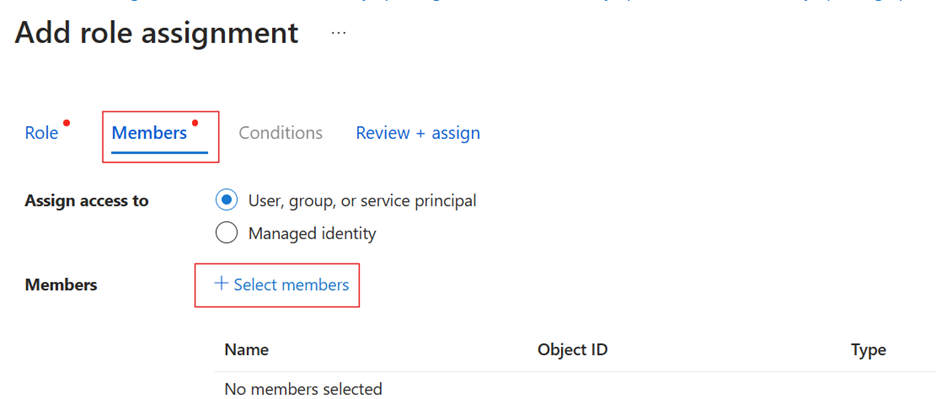 Add role assignment ...
Role Members Conditions Review + assign
Assign access to User, group, or service principal
Managed identity
Members + Select members
Name Object ID Type
No members selected